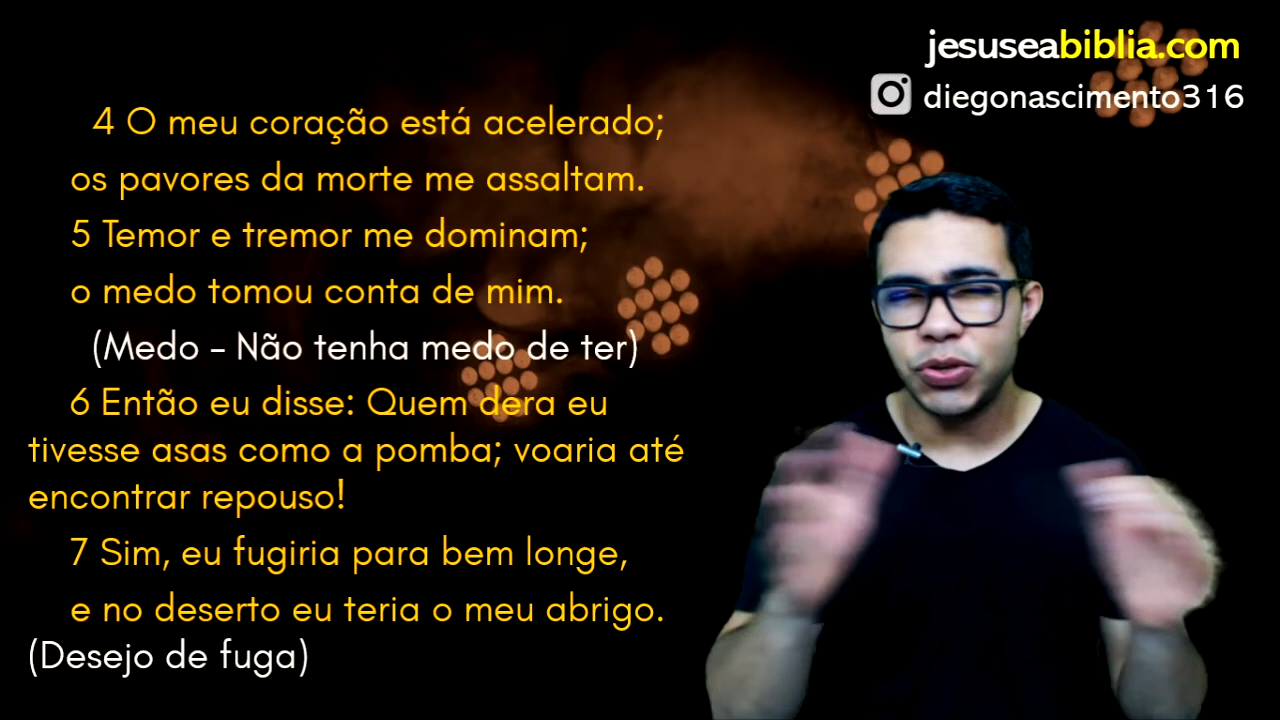 jesuseabiblia.com
diegonascimento316
4 O meu coração está acelerado;
os pavores da morte me assaltam.
5 Temor e tremor me dominam;
o medo tomou conta de mim.
(Medo – Não tenha medo de ter)
6 Então eu disse: Quem dera eu
tivesse asas como a pomba; voaria até
encontrar repouso!
7 Sim, eu fugiria para bem longe,
e no deserto eu teria o meu abrigo.
(Desejo de fuga)